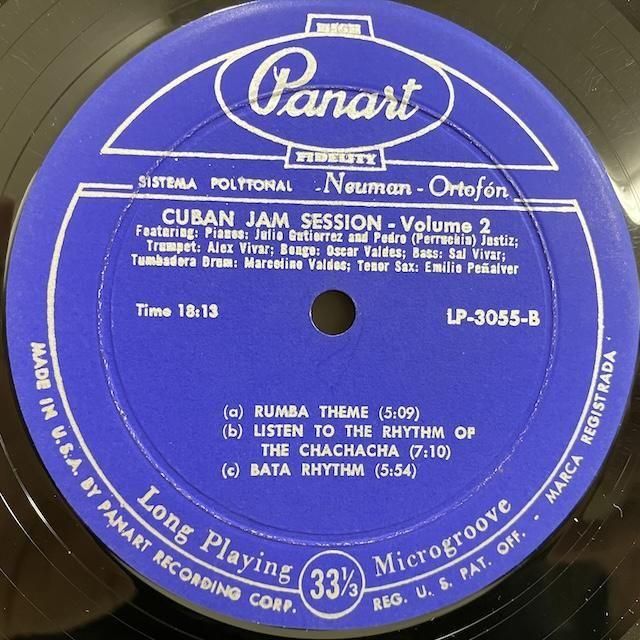 HIGH
Panart
FIDELITY
SISTEMA POLYTONAL - Neuman - Ortofón
CUBAN JAM SESSION - Volume 2
Featuring: Pianos: Julio Gutierrez and Pedro (Perruchin) Justiz;
Trumpet: Alex Vivar; Bongo: Oscar Valdes; Bass: Sal Vivar;
Tumbadora Drum: Marcelino Valdes; Tenor Sax: Emilio Peñalver
Time 18:13
LP-3055-B
(a) RUMBA THEME (5:09)
(b) LISTEN TO THE RHYTHM OF
THE CHACHACHA (7:10)
(c) BATA RHYTHM (5:54)
Long Playing 33⅓ Microgroove
MADE IN U.S.A. BY PANART RECORDING CORP. REG. U. S. PAT. OFF. - MARCA REGISTRADA